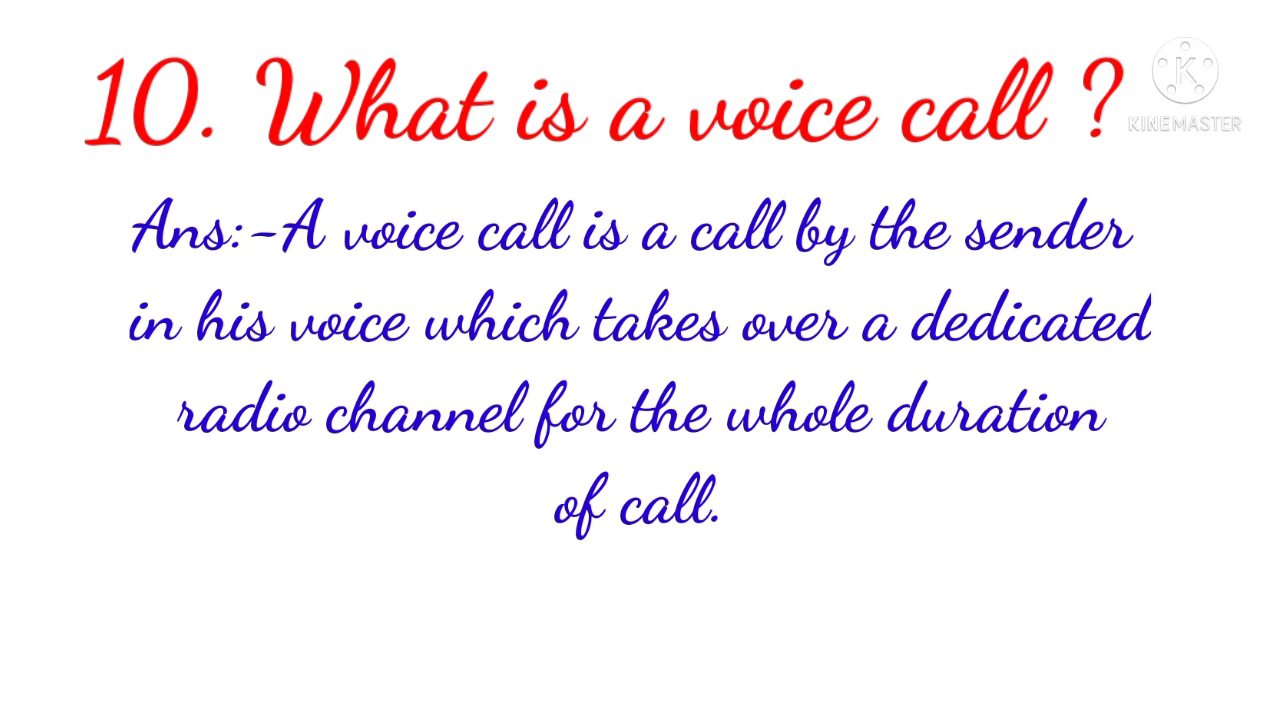 10. What is a voice call ?
KINEMASTER
Ans:-A voice call is a call by the sender
in his voice which takes over a dedicated
radio channel for the whole duration
of call.